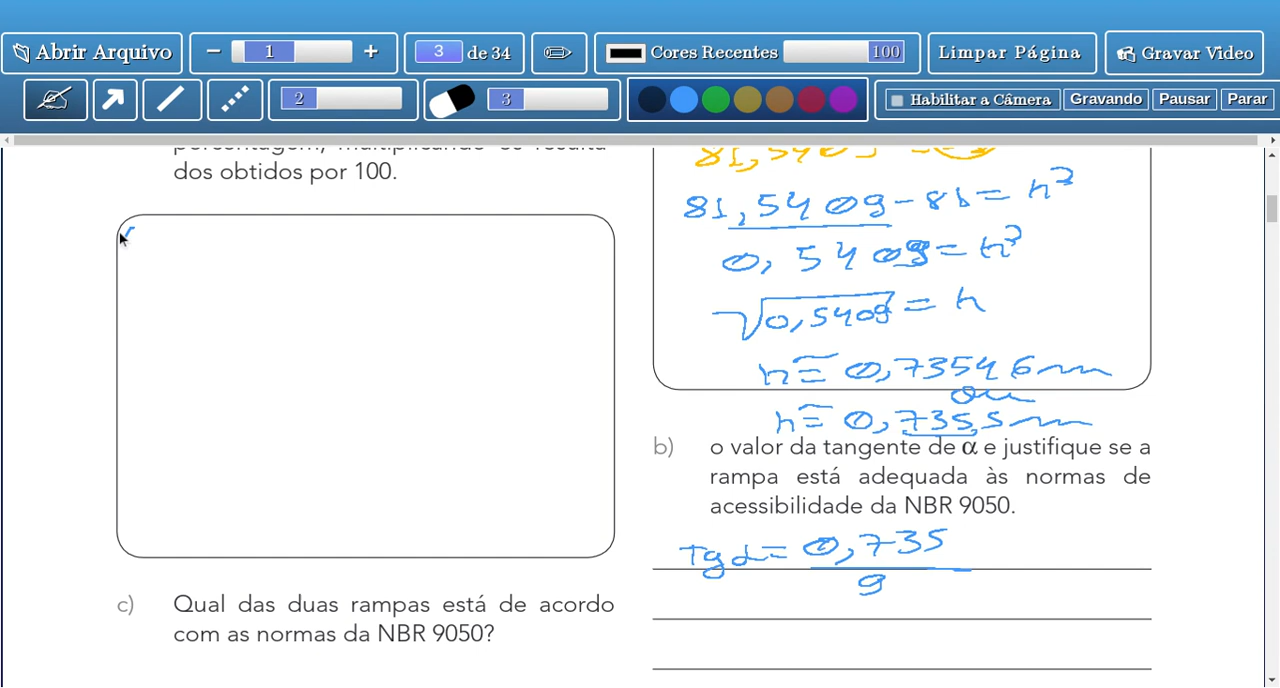 Abrir Arquivo
− 1 +
3 de 34
Cores Recentes 100
Limpar Página
Gravar Video
2
3
Habilitar a Câmera Gravando Pausar Parar
dos obtidos por 100.
c) Qual das duas rampas está de acordo
com as normas da NBR 9050?
81,5409 - 81 = h²
0,5409 = h²
√0,5409 = h
h ≅ 0,73546 m
ou
h ≅ 0,735,5 m
b) o valor da tangente de α e justifique se a
rampa está adequada às normas de
acessibilidade da NBR 9050.
Tg α = 0,735
9